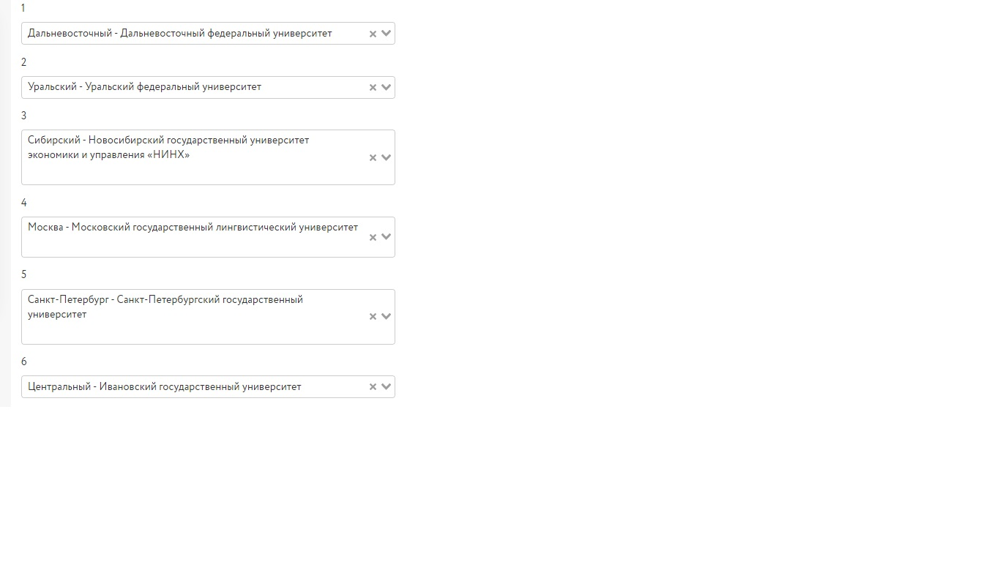 1
Дальневосточный - Дальневосточный федеральный университет
2
Уральский - Уральский федеральный университет
3
Сибирский - Новосибирский государственный университет
экономики и управления «НИНХ»
4
Москва - Московский государственный лингвистический университет
5
Санкт-Петербург - Санкт-Петербургский государственный
университет
6
Центральный - Ивановский государственный университет